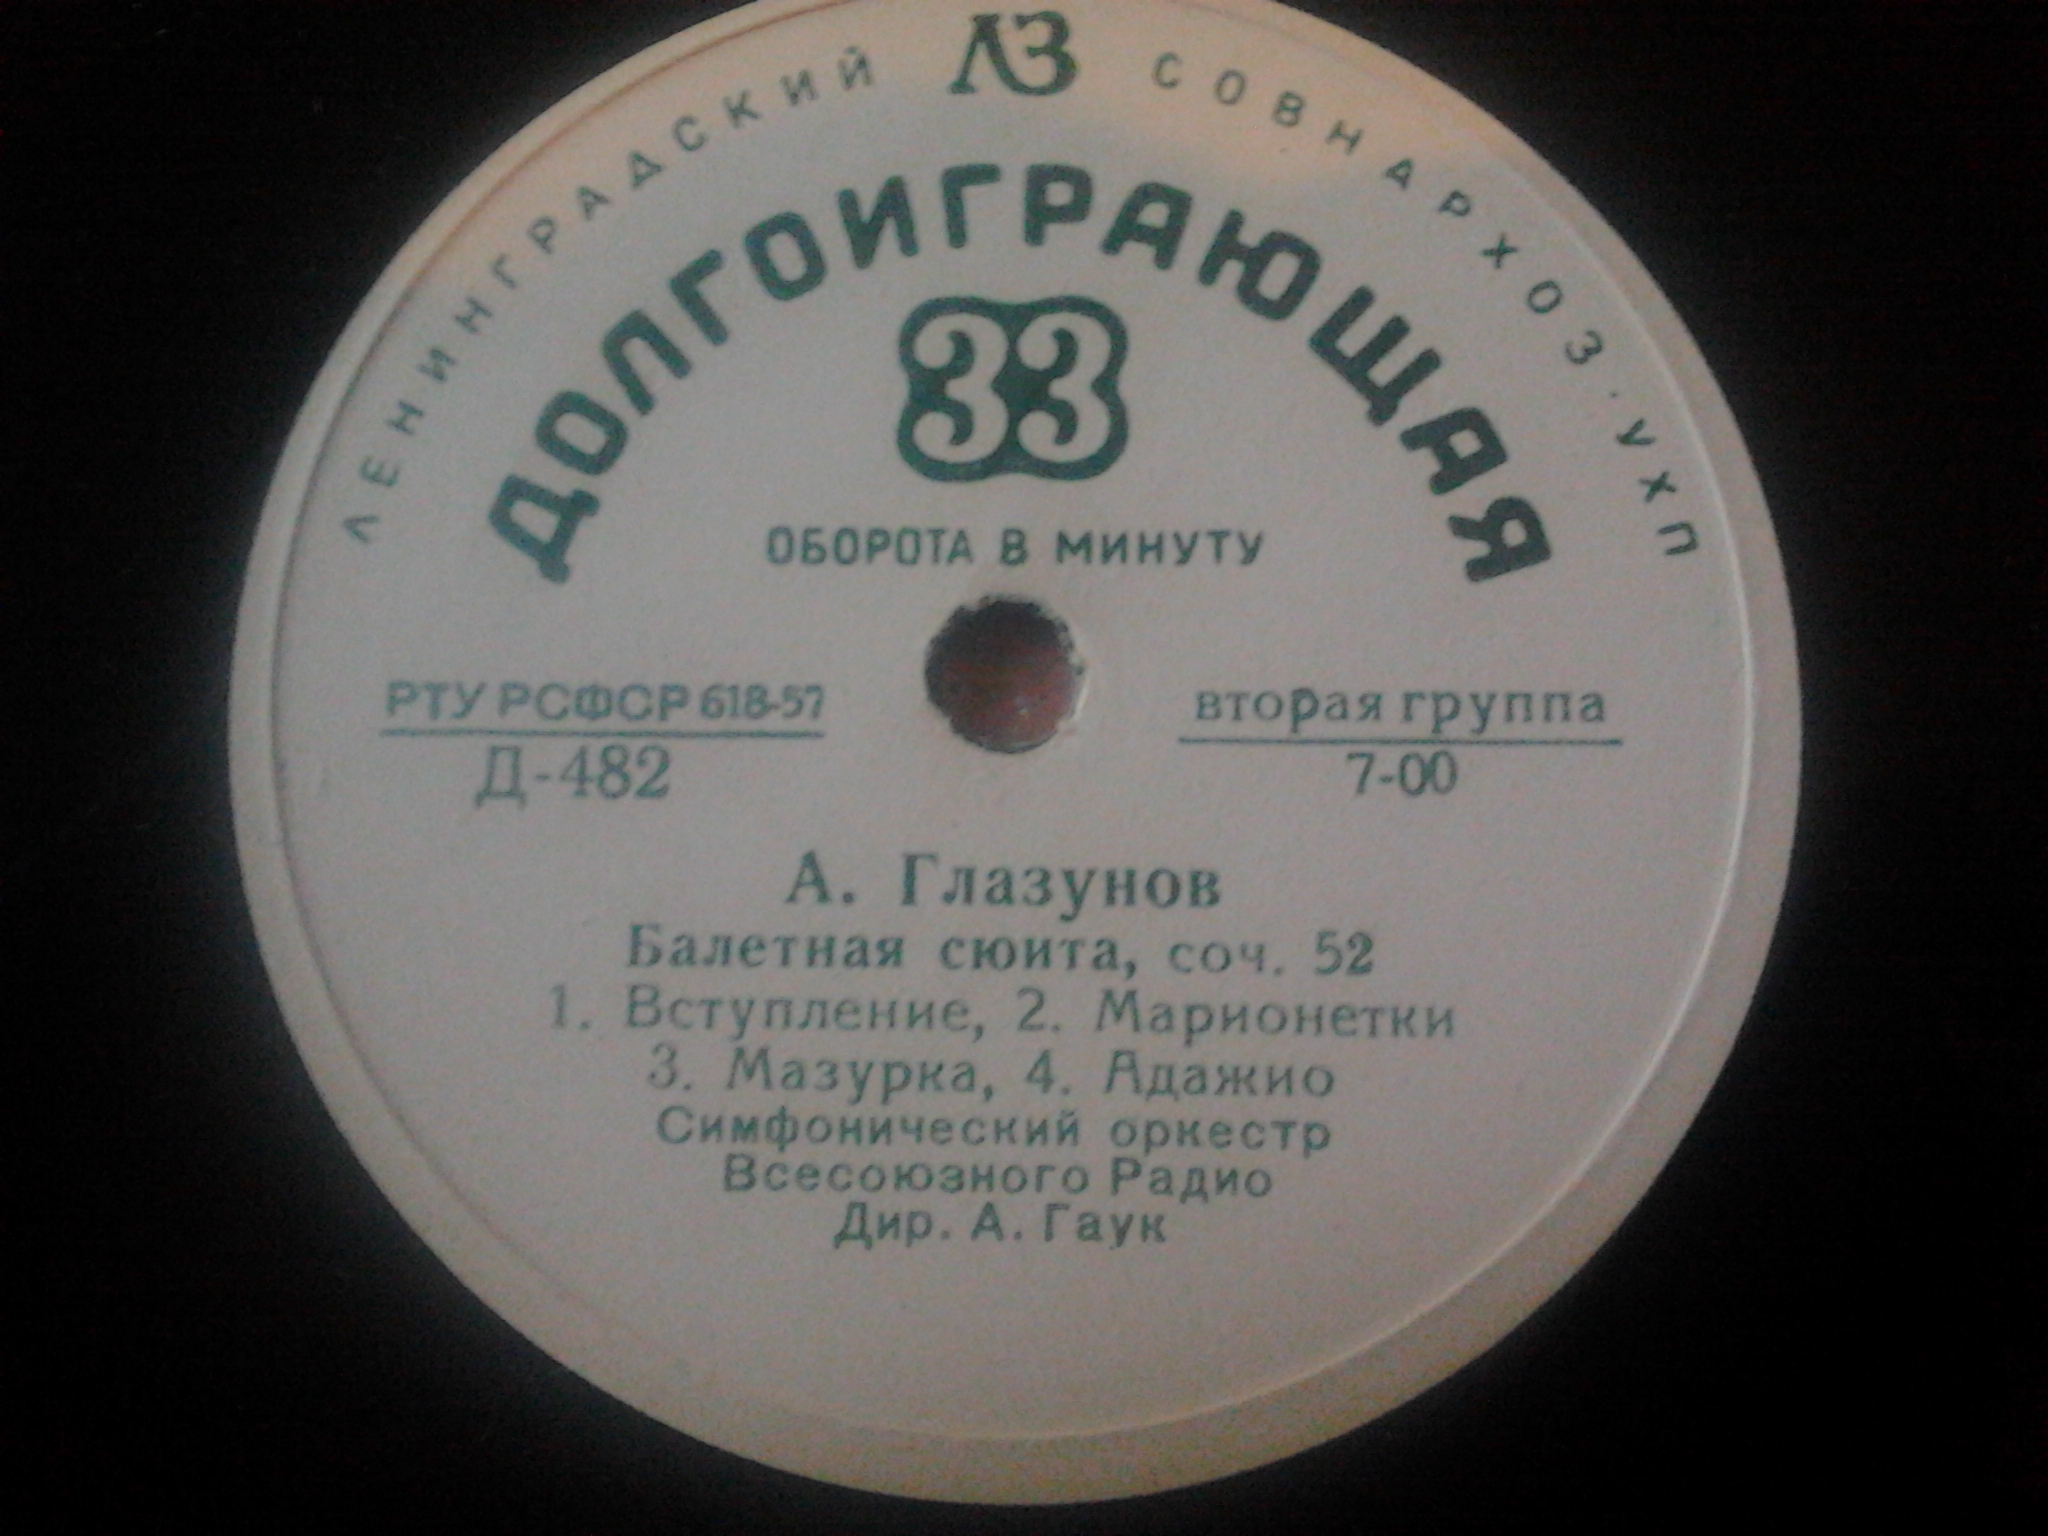 ЛЕНИНГРАДСКИЙ ЛЗ СОВНАРХОЗ·УХП
ДОЛГОИГРАЮЩАЯ
33
ОБОРОТА В МИНУТУ
РТУ РСФСР 618-57
Д-482
вторая группа
7-00
А. Глазунов
Балетная сюита, соч. 52
1. Вступление, 2. Марионетки
3. Мазурка, 4. Адажио
Симфонический оркестр
Всесоюзного Радио
Дир. А. Гаук